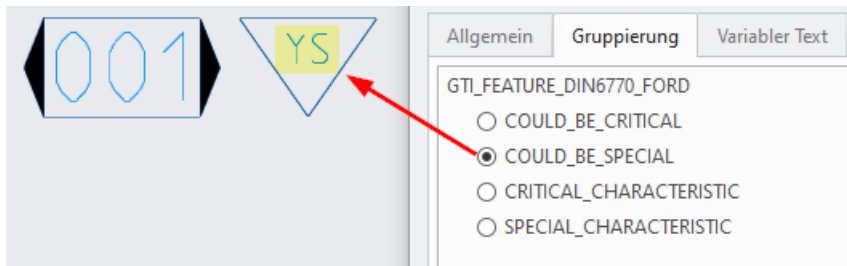 001 YS
Allgemein Gruppierung Variabler Text
GTI_FEATURE_DIN6770_FORD
COULD_BE_CRITICAL
COULD_BE_SPECIAL
CRITICAL_CHARACTERISTIC
SPECIAL_CHARACTERISTIC